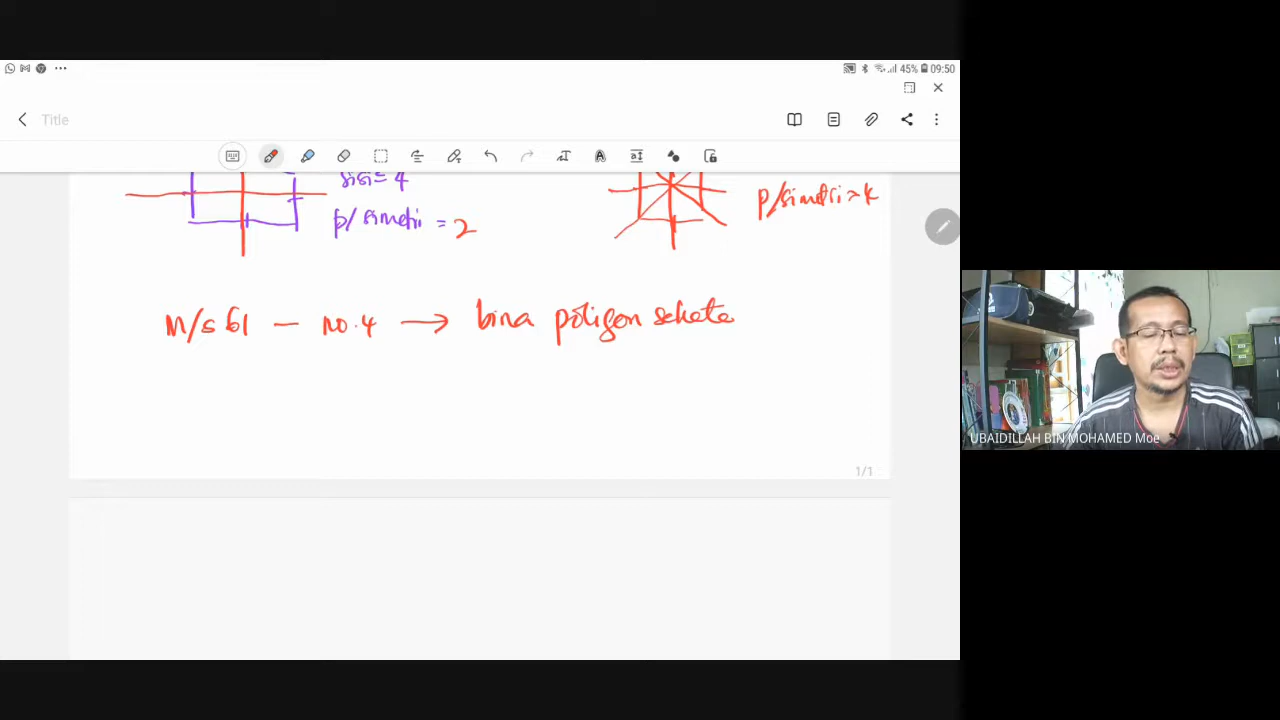 45% 09:50
Title
sisi = 4
p/simetri = 2
p/simetri > k
M/s 61 — no.4 → bina poligon sekata
1/1
UBAIDILLAH BIN MOHAMED Moe